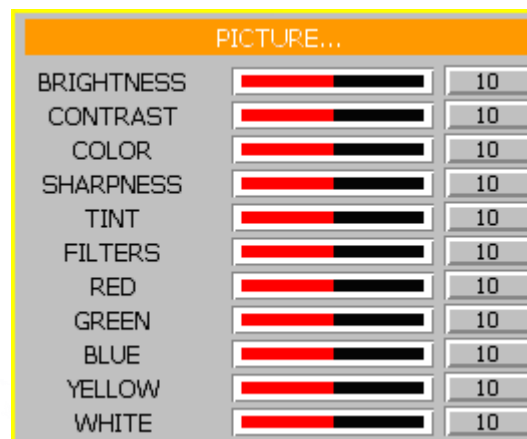 PICTURE...
BRIGHTNESS 10
CONTRAST 10
COLOR 10
SHARPNESS 10
TINT 10
FILTERS 10
RED 10
GREEN 10
BLUE 10
YELLOW 10
WHITE 10